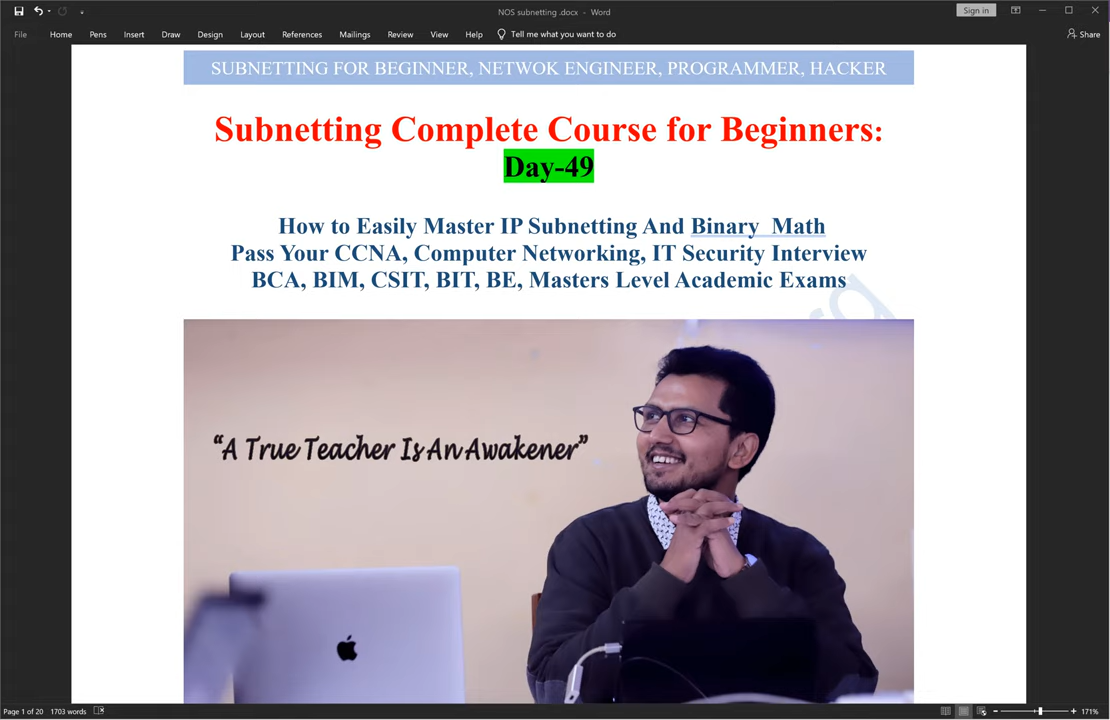 NOS subnetting .docx - Word
Sign in
File Home Pens Insert Draw Design Layout References Mailings Review View Help Tell me what you want to do Share
SUBNETTING FOR BEGINNER, NETWOK ENGINEER, PROGRAMMER, HACKER
Subnetting Complete Course for Beginners:
Day-49
How to Easily Master IP Subnetting And Binary Math
Pass Your CCNA, Computer Networking, IT Security Interview
BCA, BIM, CSIT, BIT, BE, Masters Level Academic Exams
“A True Teacher Is An Awakener”
Page 1 of 20 1703 words 171%